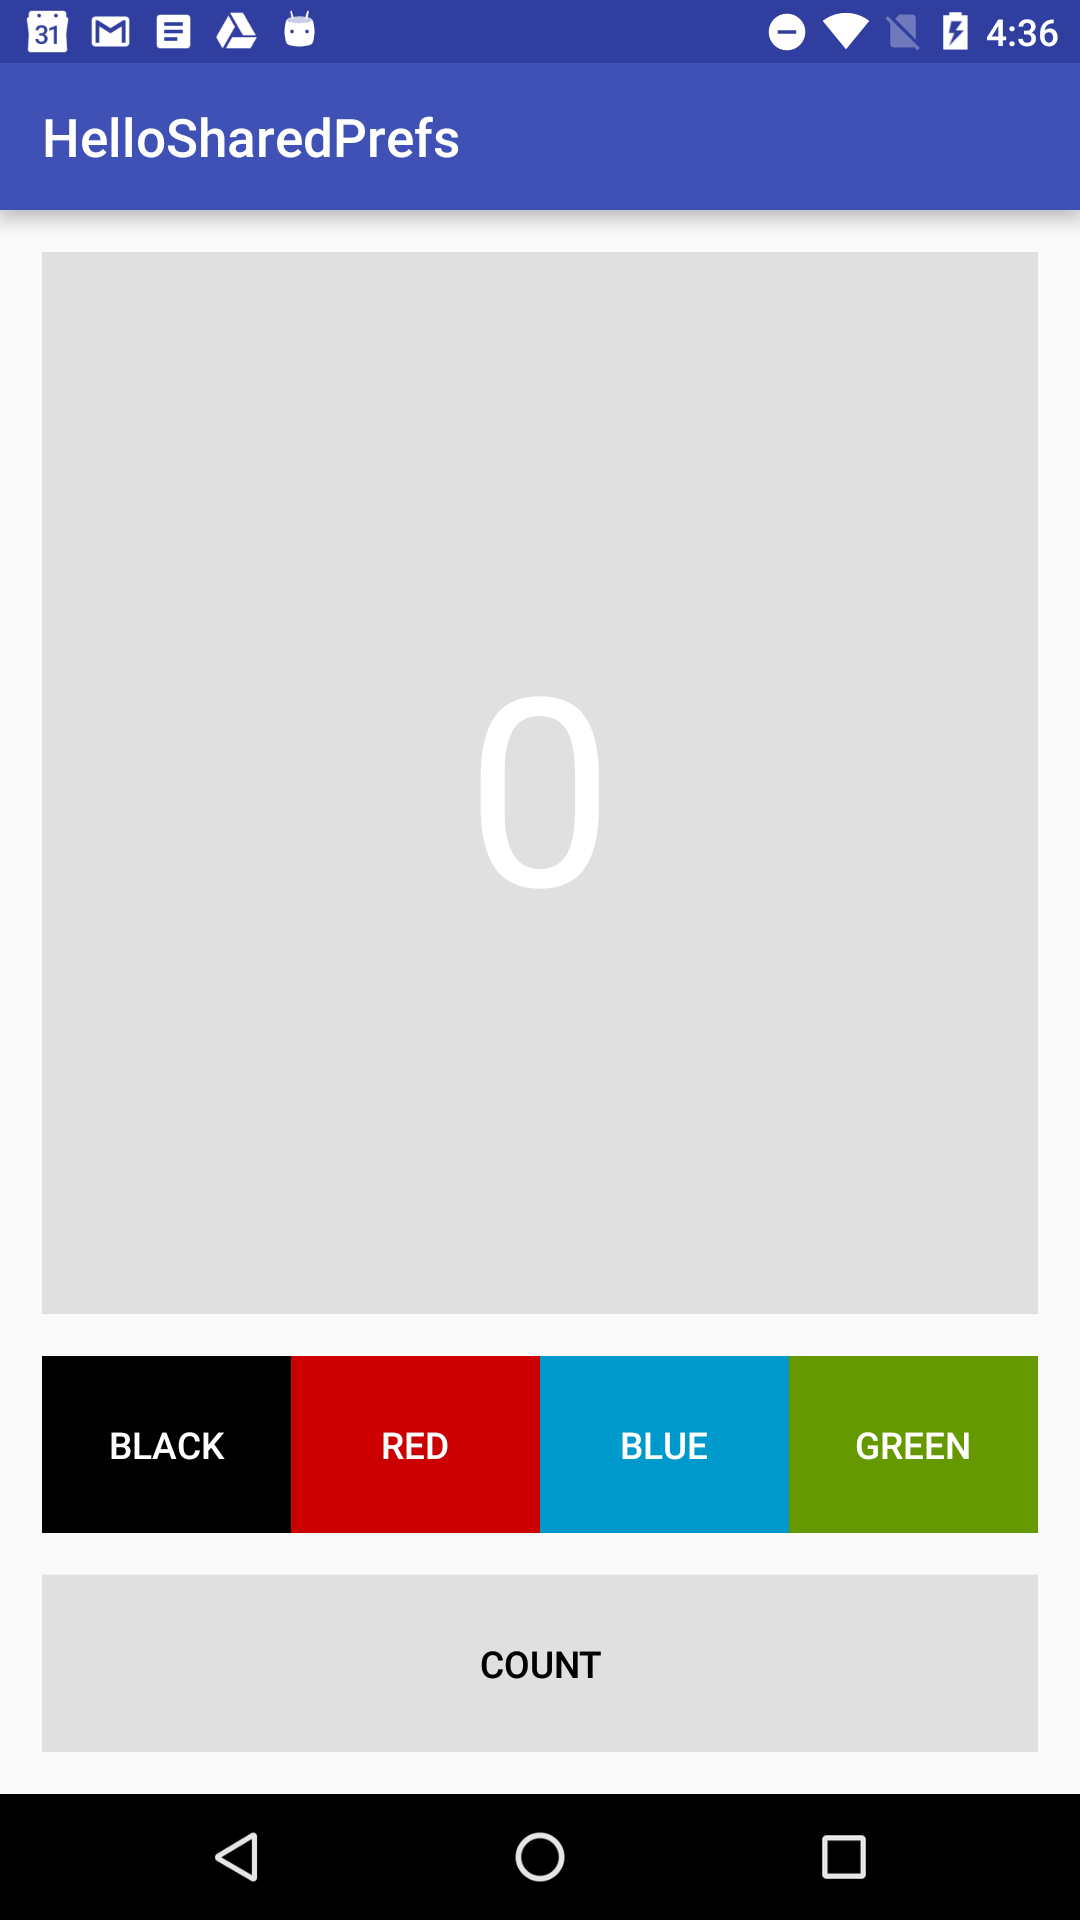 31 4:36
HelloSharedPrefs
0
BLACK RED BLUE GREEN
COUNT